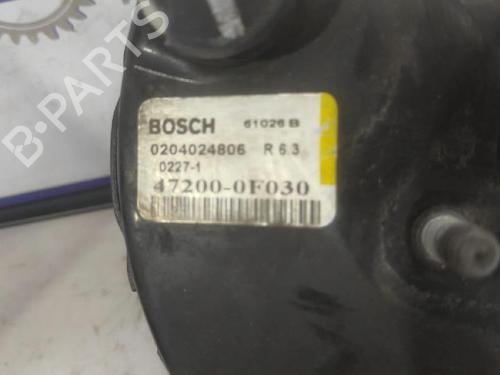 BOSCH 61026 B
0204024806 R 6.3
0227-1
47200-0F030
B-PARTS